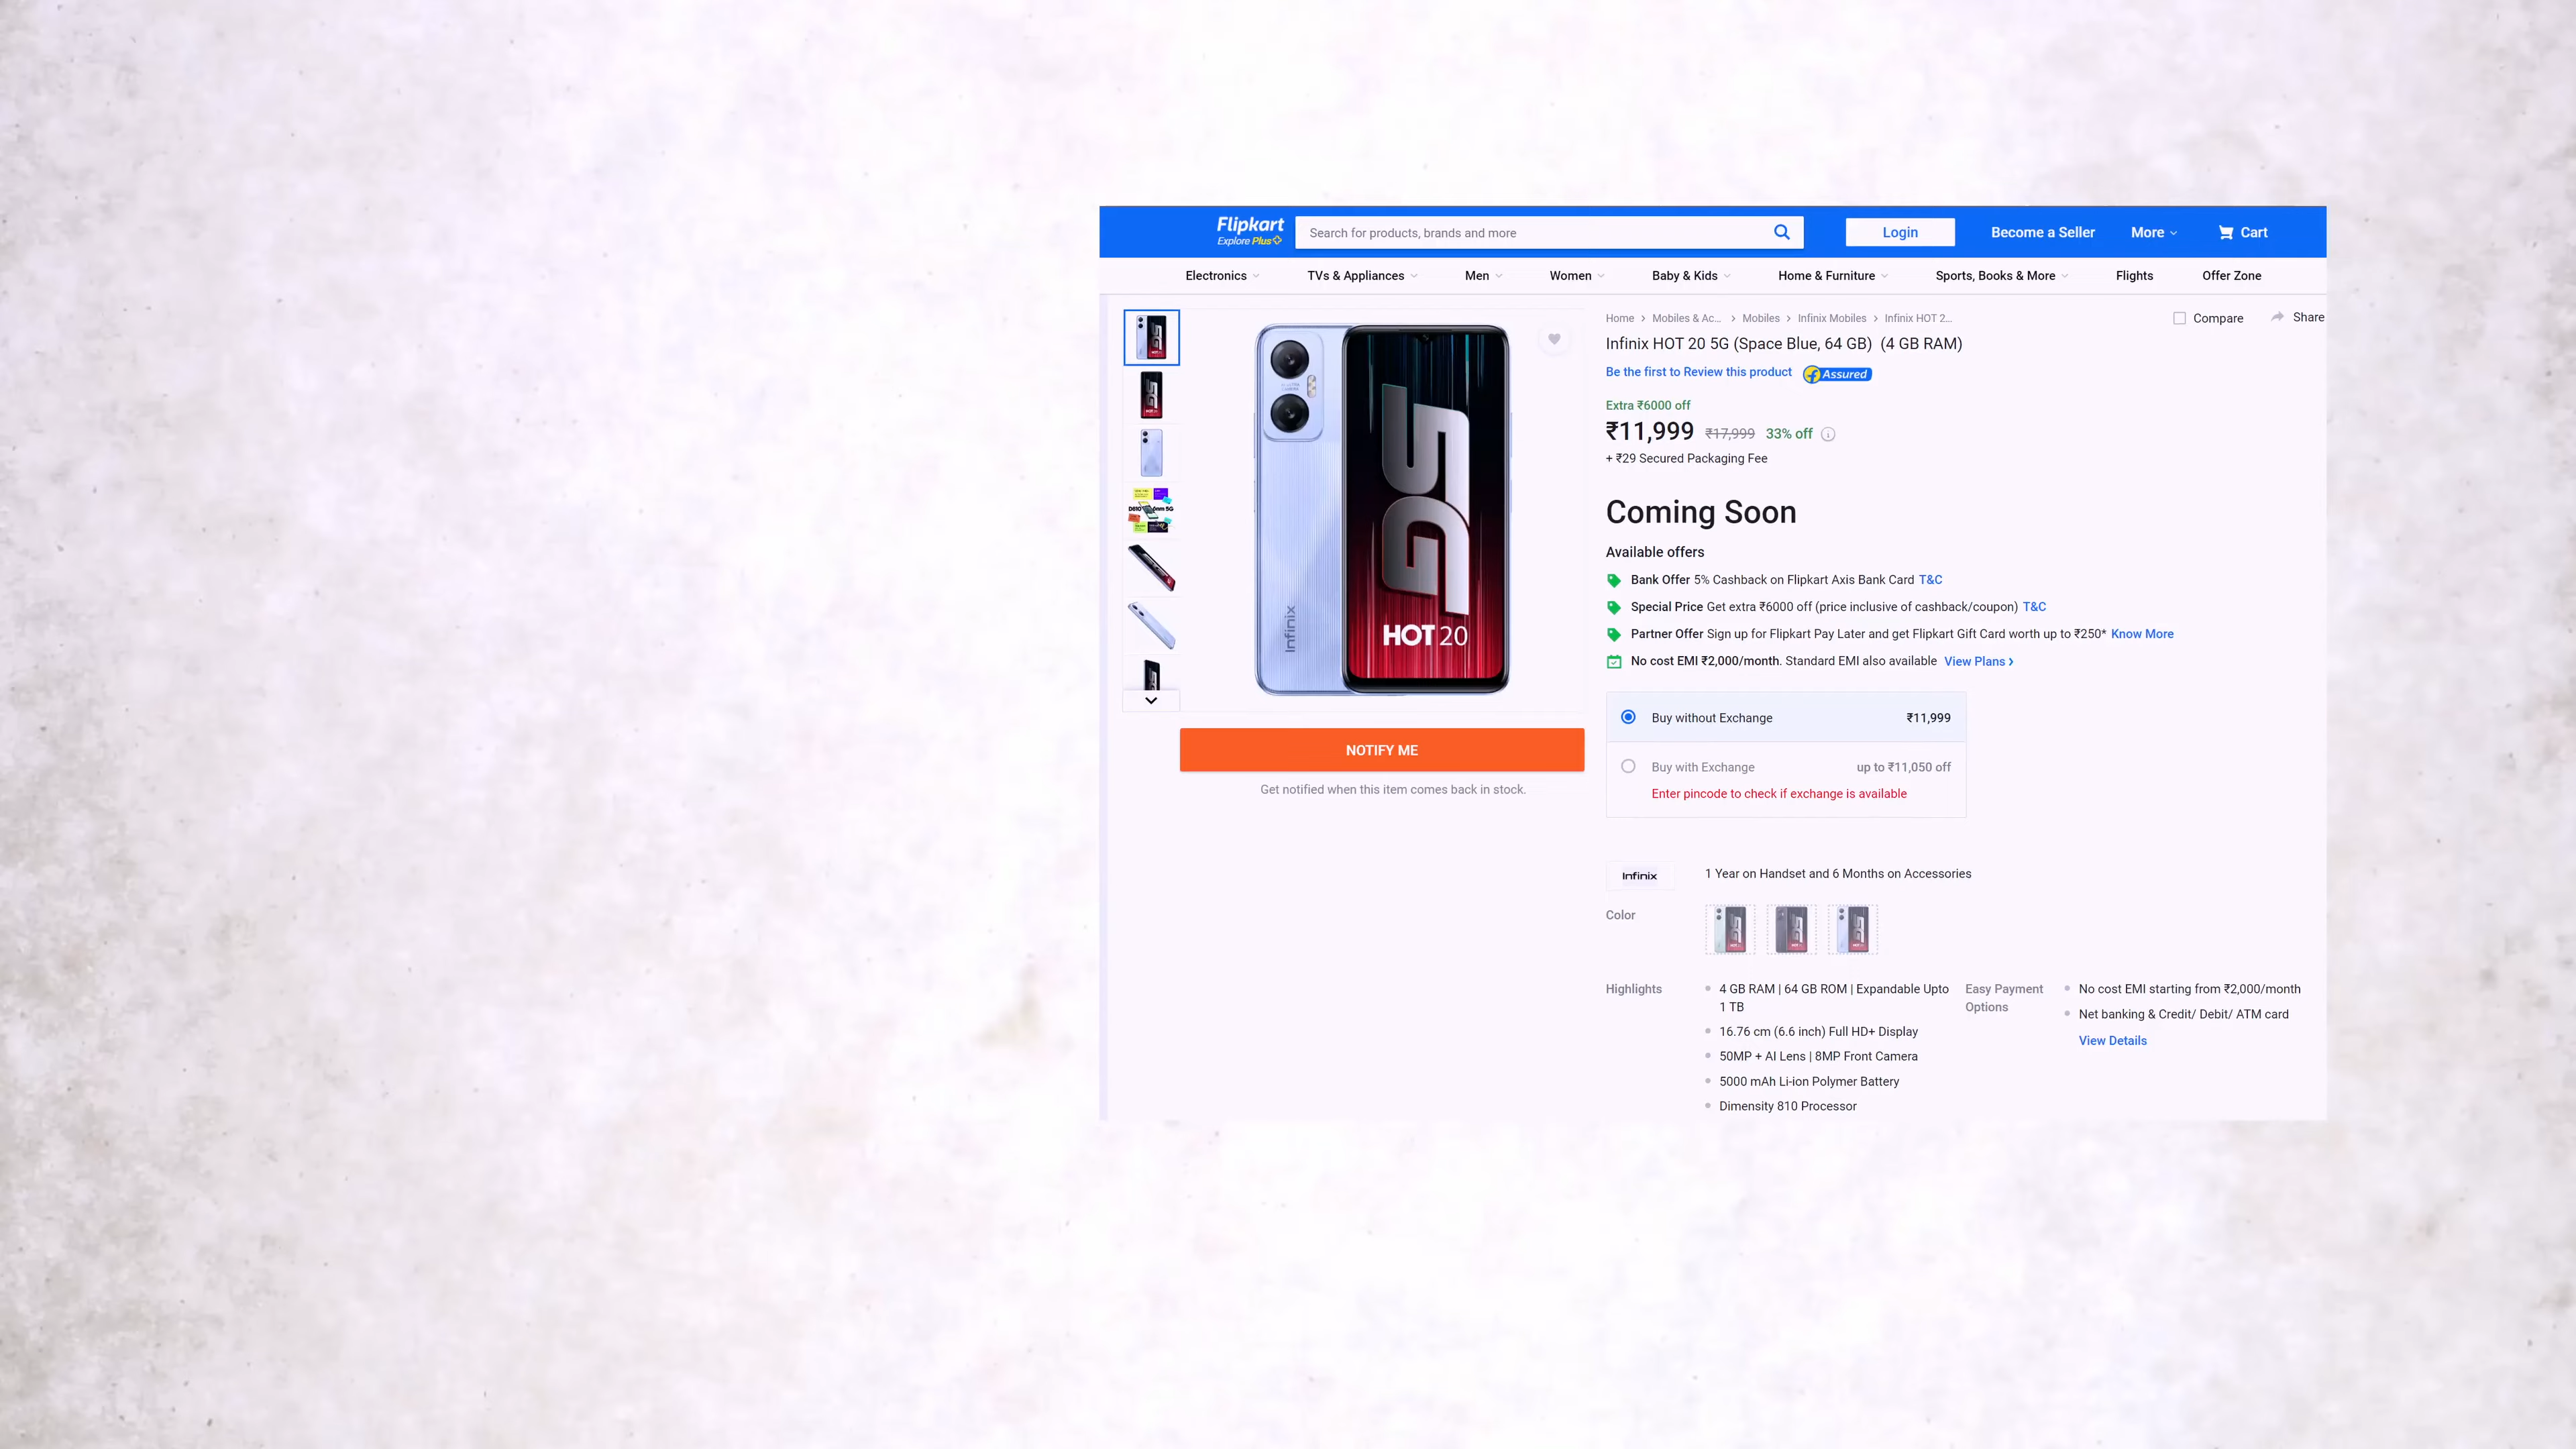 Flipkart
Explore Plus
Search for products, brands and more
Login
Become a Seller
More
Cart
Electronics
TVs & Appliances
Men
Women
Baby & Kids
Home & Furniture
Sports, Books & More
Flights
Offer Zone
Home > Mobiles & Ac... > Mobiles > Infinix Mobiles > Infinix HOT 2...
Compare
Share
Infinix HOT 20 5G (Space Blue, 64 GB) (4 GB RAM)
Be the first to Review this product
Assured
Extra ₹6000 off
₹11,999 ₹17,999 33% off
+ ₹29 Secured Packaging Fee
Coming Soon
Available offers
Bank Offer 5% Cashback on Flipkart Axis Bank Card T&C
Special Price Get extra ₹6000 off (price inclusive of cashback/coupon) T&C
Partner Offer Sign up for Flipkart Pay Later and get Flipkart Gift Card worth up to ₹250* Know More
No cost EMI ₹2,000/month. Standard EMI also available View Plans >
5G
HOT 20
Infinix
NOTIFY ME
Get notified when this item comes back in stock.
Buy without Exchange ₹11,999
Buy with Exchange up to ₹11,050 off
Enter pincode to check if exchange is available
Infinix
1 Year on Handset and 6 Months on Accessories
Color
Highlights
4 GB RAM | 64 GB ROM | Expandable Upto
1 TB
16.76 cm (6.6 inch) Full HD+ Display
50MP + AI Lens | 8MP Front Camera
5000 mAh Li-ion Polymer Battery
Dimensity 810 Processor
Easy Payment
Options
No cost EMI starting from ₹2,000/month
Net banking & Credit/ Debit/ ATM card
View Details